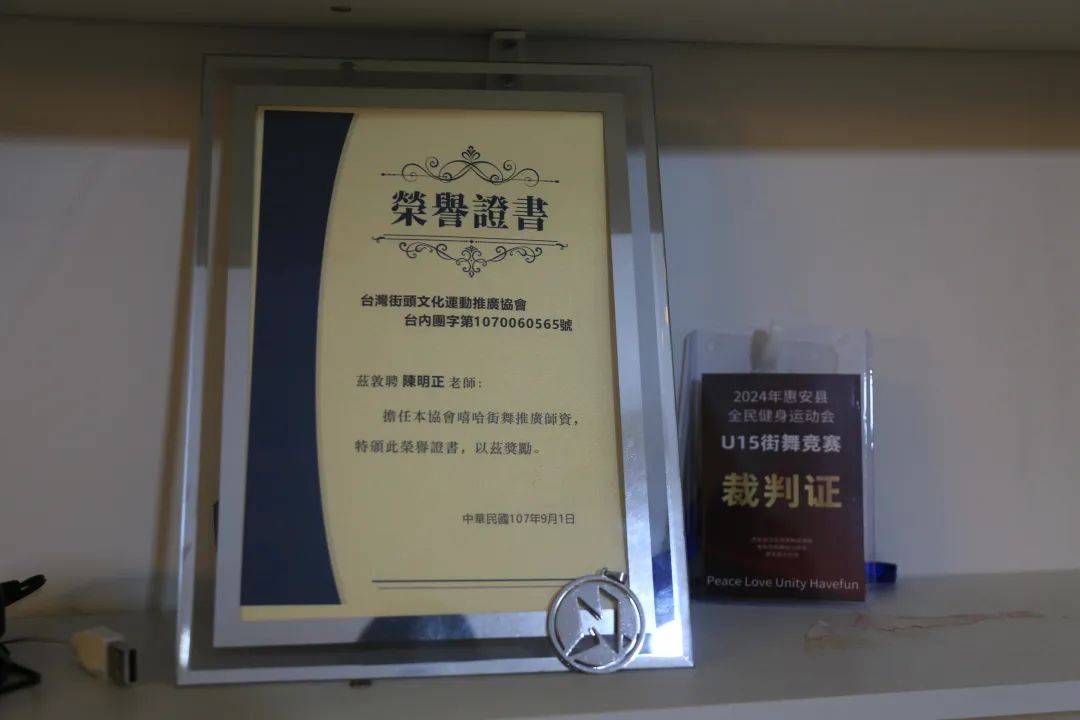 榮譽證書
台灣街頭文化運動推廣協會
台内團字第1070060565號
茲敦聘 陳明正 老師:
擔任本協會嘻哈街舞推廣師資，
特頒此榮譽證書，以茲獎勵。
中華民國107年9月1日
2024年惠安县
全民健身运动会
U15街舞竞赛
裁判证
Peace Love Unity Havefun